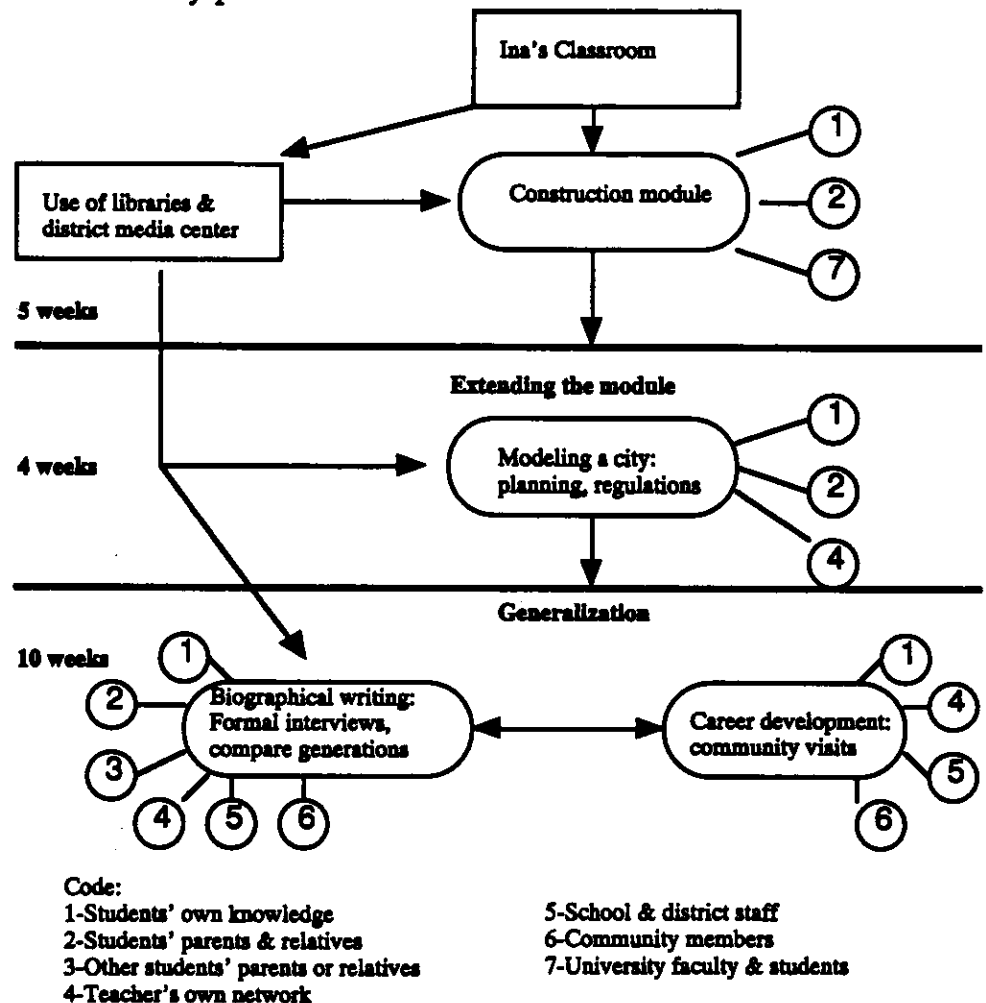 Ina's Classroom
1
Construction module
2
Use of libraries &
district media center
7
5 weeks
Extending the module
1
Modeling a city:
planning, regulations
4 weeks
2
4
Generalization
10 weeks
1
2
Biographical writing:
Formal interviews,
compare generations
3
4
5
6
1
Career development:
community visits
4
5
6
Code:
1-Students' own knowledge
2-Students' parents & relatives
3-Other students' parents or relatives
4-Teacher's own network
5-School & district staff
6-Community members
7-University faculty & students